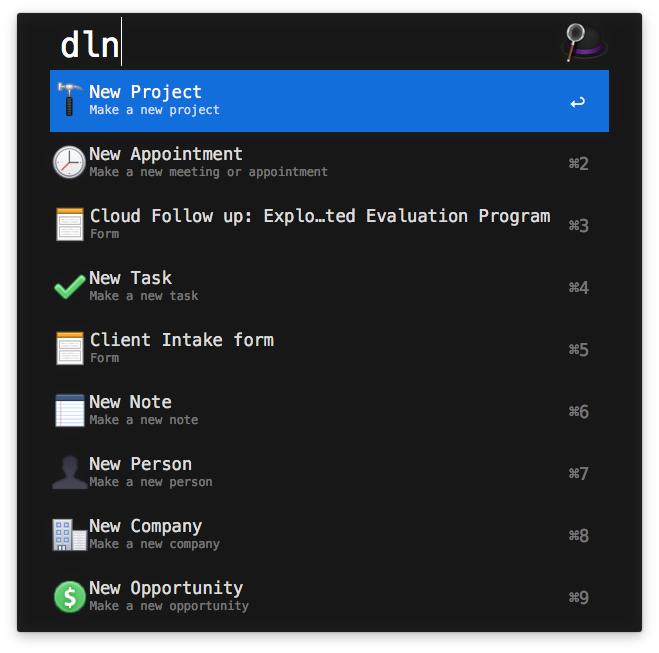 dln
New Project
Make a new project
↩
New Appointment
Make a new meeting or appointment
⌘2
Cloud Follow up: Explo…ted Evaluation Program
Form
⌘3
New Task
Make a new task
⌘4
Client Intake form
Form
⌘5
New Note
Make a new note
⌘6
New Person
Make a new person
⌘7
New Company
Make a new company
⌘8
$
New Opportunity
Make a new opportunity
⌘9